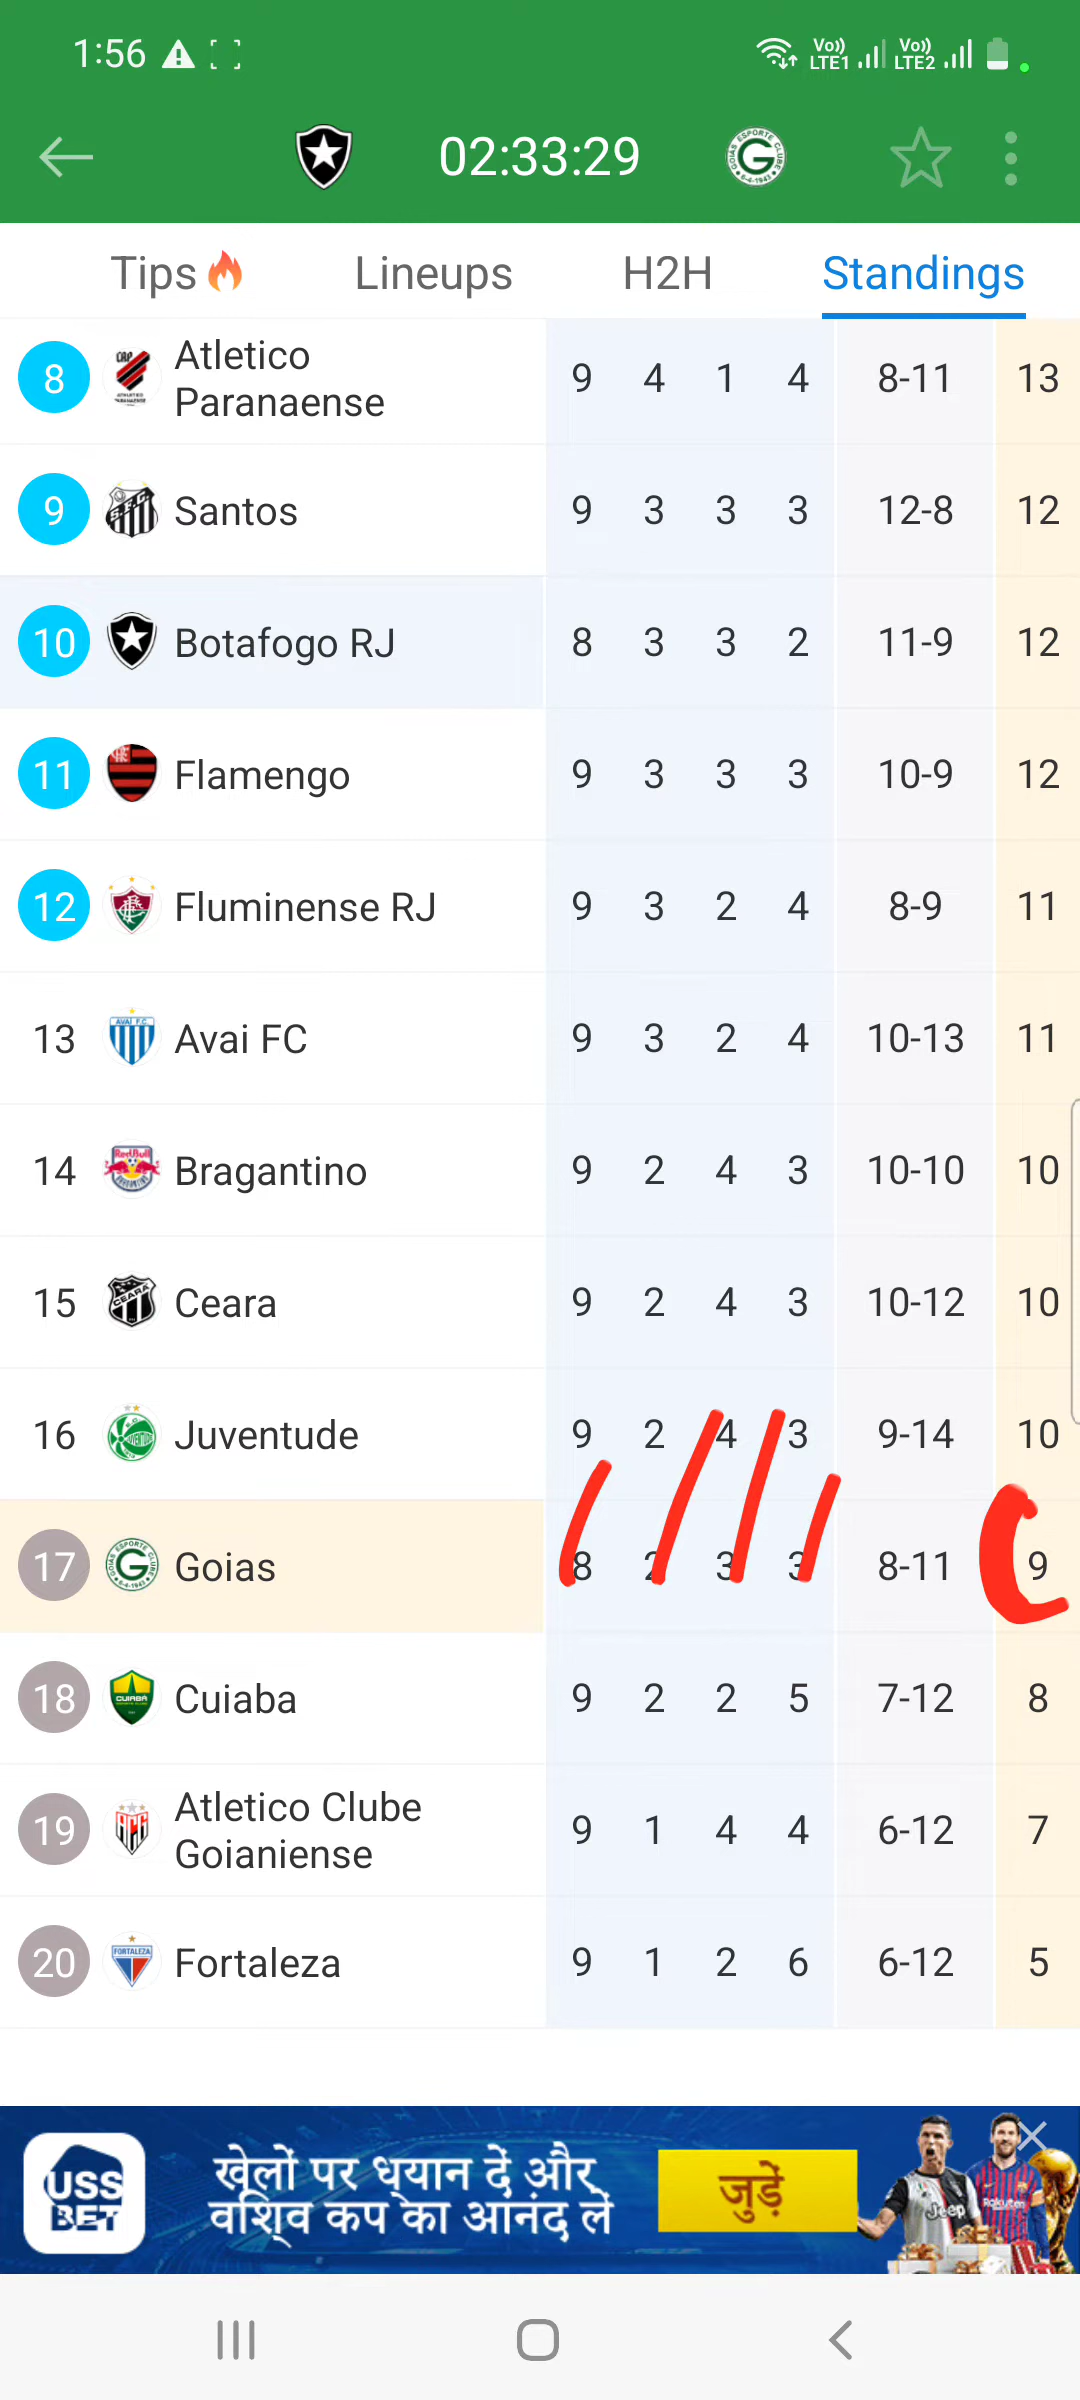 1:56 Vo)) LTE1 Vo)) LTE2
02:33:29
Tips Lineups H2H Standings
8 Atletico Paranaense 9 4 1 4 8-11 13
9 Santos 9 3 3 3 12-8 12
10 Botafogo RJ 8 3 3 2 11-9 12
11 Flamengo 9 3 3 3 10-9 12
12 Fluminense RJ 9 3 2 4 8-9 11
13 Avai FC 9 3 2 4 10-13 11
14 Bragantino 9 2 4 3 10-10 10
15 Ceara 9 2 4 3 10-12 10
16 Juventude 9 2 4 3 9-14 10
17 Goias 8 2 3 3 8-11 9
18 Cuiaba 9 2 2 5 7-12 8
19 Atletico Clube Goianiense 9 1 4 4 6-12 7
20 Fortaleza 9 1 2 6 6-12 5
USS BET
खेलों पर ध्यान दें और
विश्व कप का आनंद लें
जुड़ें
Jeep
Rakuten